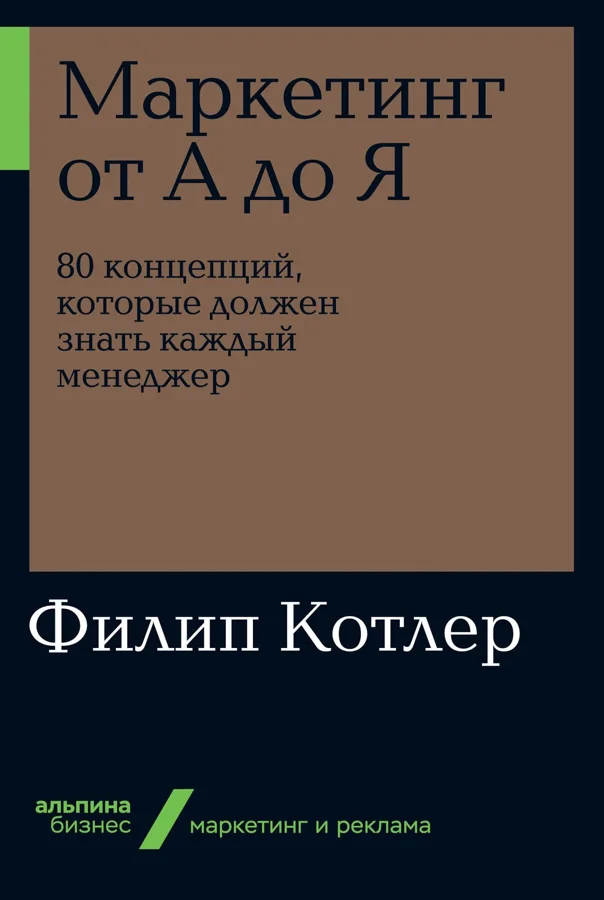 Маркетинг
от А до Я
80 концепций,
которые должен
знать каждый
менеджер
Филип Котлер
альпина
бизнес
маркетинг и реклама